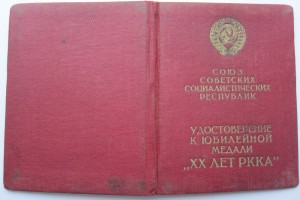 СОЮЗ
СОВЕТСКИХ
СОЦИАЛИСТИЧЕСКИХ
РЕСПУБЛИК
УДОСТОВЕРЕНИЕ
К ЮБИЛЕЙНОЙ
МЕДАЛИ
„XX ЛЕТ РККА"